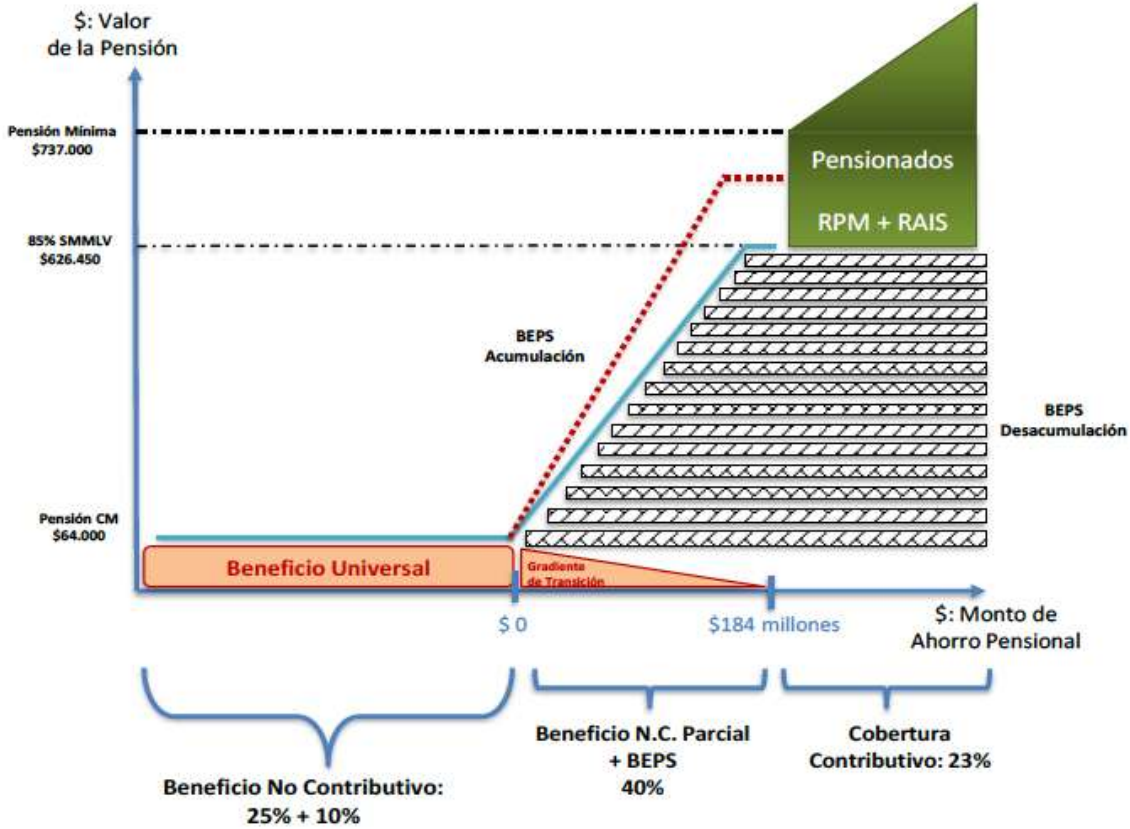 $: Valor
de la Pensión
Pensión Mínima
$737.000
Pensionados
RPM + RAIS
85% SMMLV
$626.450
BEPS
Acumulación
BEPS
Desacumulación
Pensión CM
$64.000
Beneficio Universal
Gradiente
de Transición
$ 0
$184 millones
$: Monto de
Ahorro Pensional
Beneficio No Contributivo:
25% + 10%
Beneficio N.C. Parcial
+ BEPS
40%
Cobertura
Contributivo: 23%